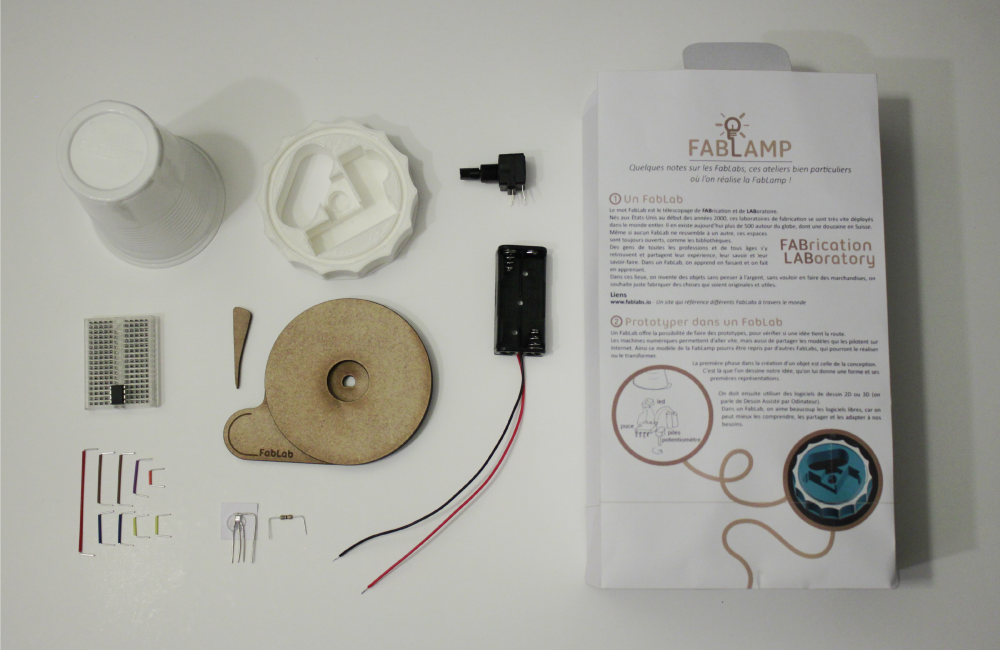 FABLAMP
Quelques notes sur les FabLabs, ces ateliers bien particuliers
où l'on réalise la FabLamp !
1 Un FabLab
Le mot FabLab est le télescopage de FABrication et de LABoratoire.
Nés aux Etats-Unis au début des années 2000, ces laboratoires de fabrication se sont très vite déployés
dans le monde entier. Il en existe aujourd'hui plus de 500 autour du globe, dont une douzaine en Suisse.
Même si aucun FabLab ne ressemble à un autre, ces espaces
sont toujours ouverts, comme les bibliothèques.
Des gens de toutes les professions et de tous âges s'y
retrouvent et partagent leur expérience, leur savoir et leur
savoir faire. Dans un FabLab, on apprend en faisant et on fait
en apprenant.
Dans ces lieux, on invente des objets sans penser à l'argent, sans vouloir en faire des marchandises, on
souhaite juste fabriquer des choses qui soient originales et utiles.
FABrication
LABoratory
Liens
www.fablabs.io - Un site qui référence différents FabLabs à travers le monde
2 Prototyper dans un FabLab
Un FabLab offre la possibilité de faire des prototypes, pour vérifier si une idée tient la route.
Les machines numériques permettent d'aller vite, mais aussi de partager les modèles qui les pilotent sur
Internet. Ainsi ce modèle de la FabLamp pourra être repris par d'autres FabLabs, qui pourront le réaliser
ou le transformer.
La première phase dans la création d'un objet est celle de la conception.
C'est là que l'on dessine notre idée, qu'on lui donne une forme et ses
premières représentations.
On doit ensuite utiliser des logiciels de dessin 2D ou 3D (on
parle de Dessin Assisté par Ordinateur).
Dans un FabLab, on aime beaucoup les logiciels libres, car on
peut mieux les comprendre, les partager et les adapter à nos
besoins.
led
puce
piles
potentiomètre
FabLab